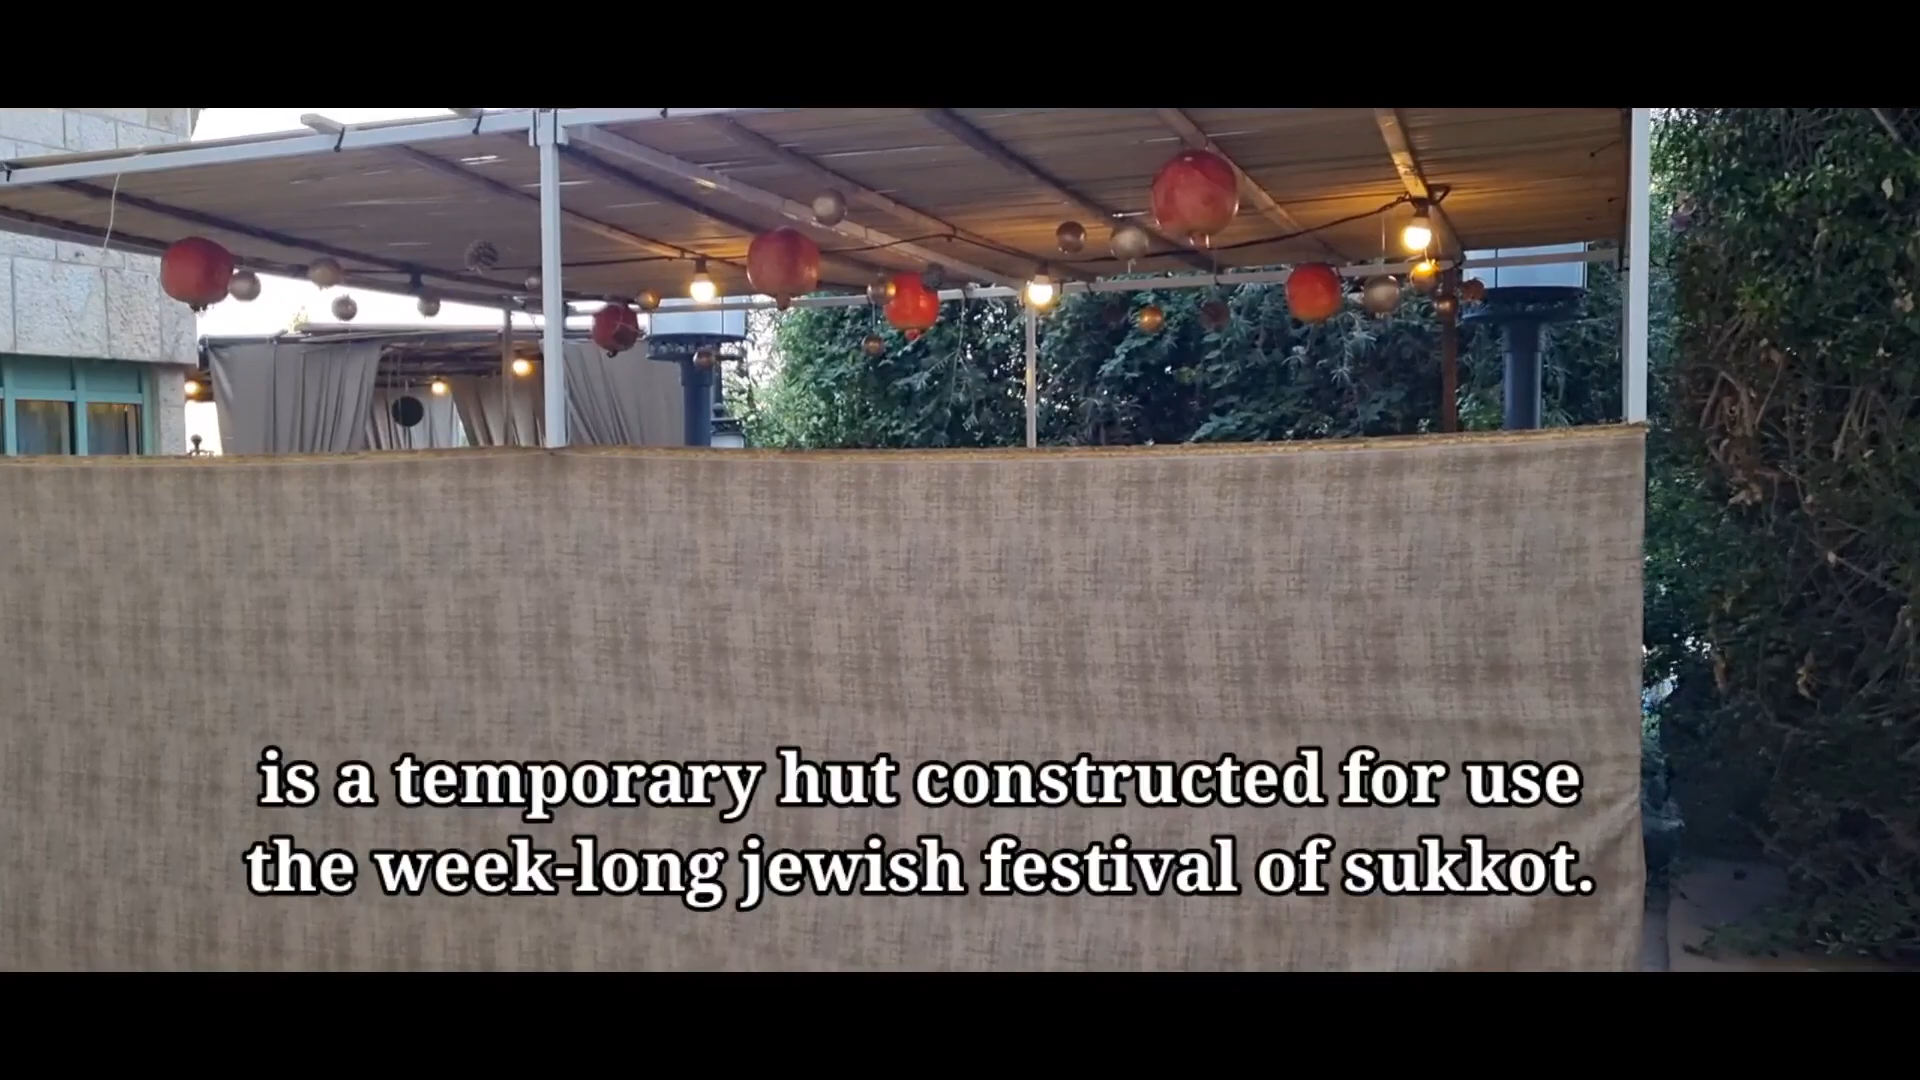 is a temporary hut constructed for use
the week-long jewish festival of sukkot.